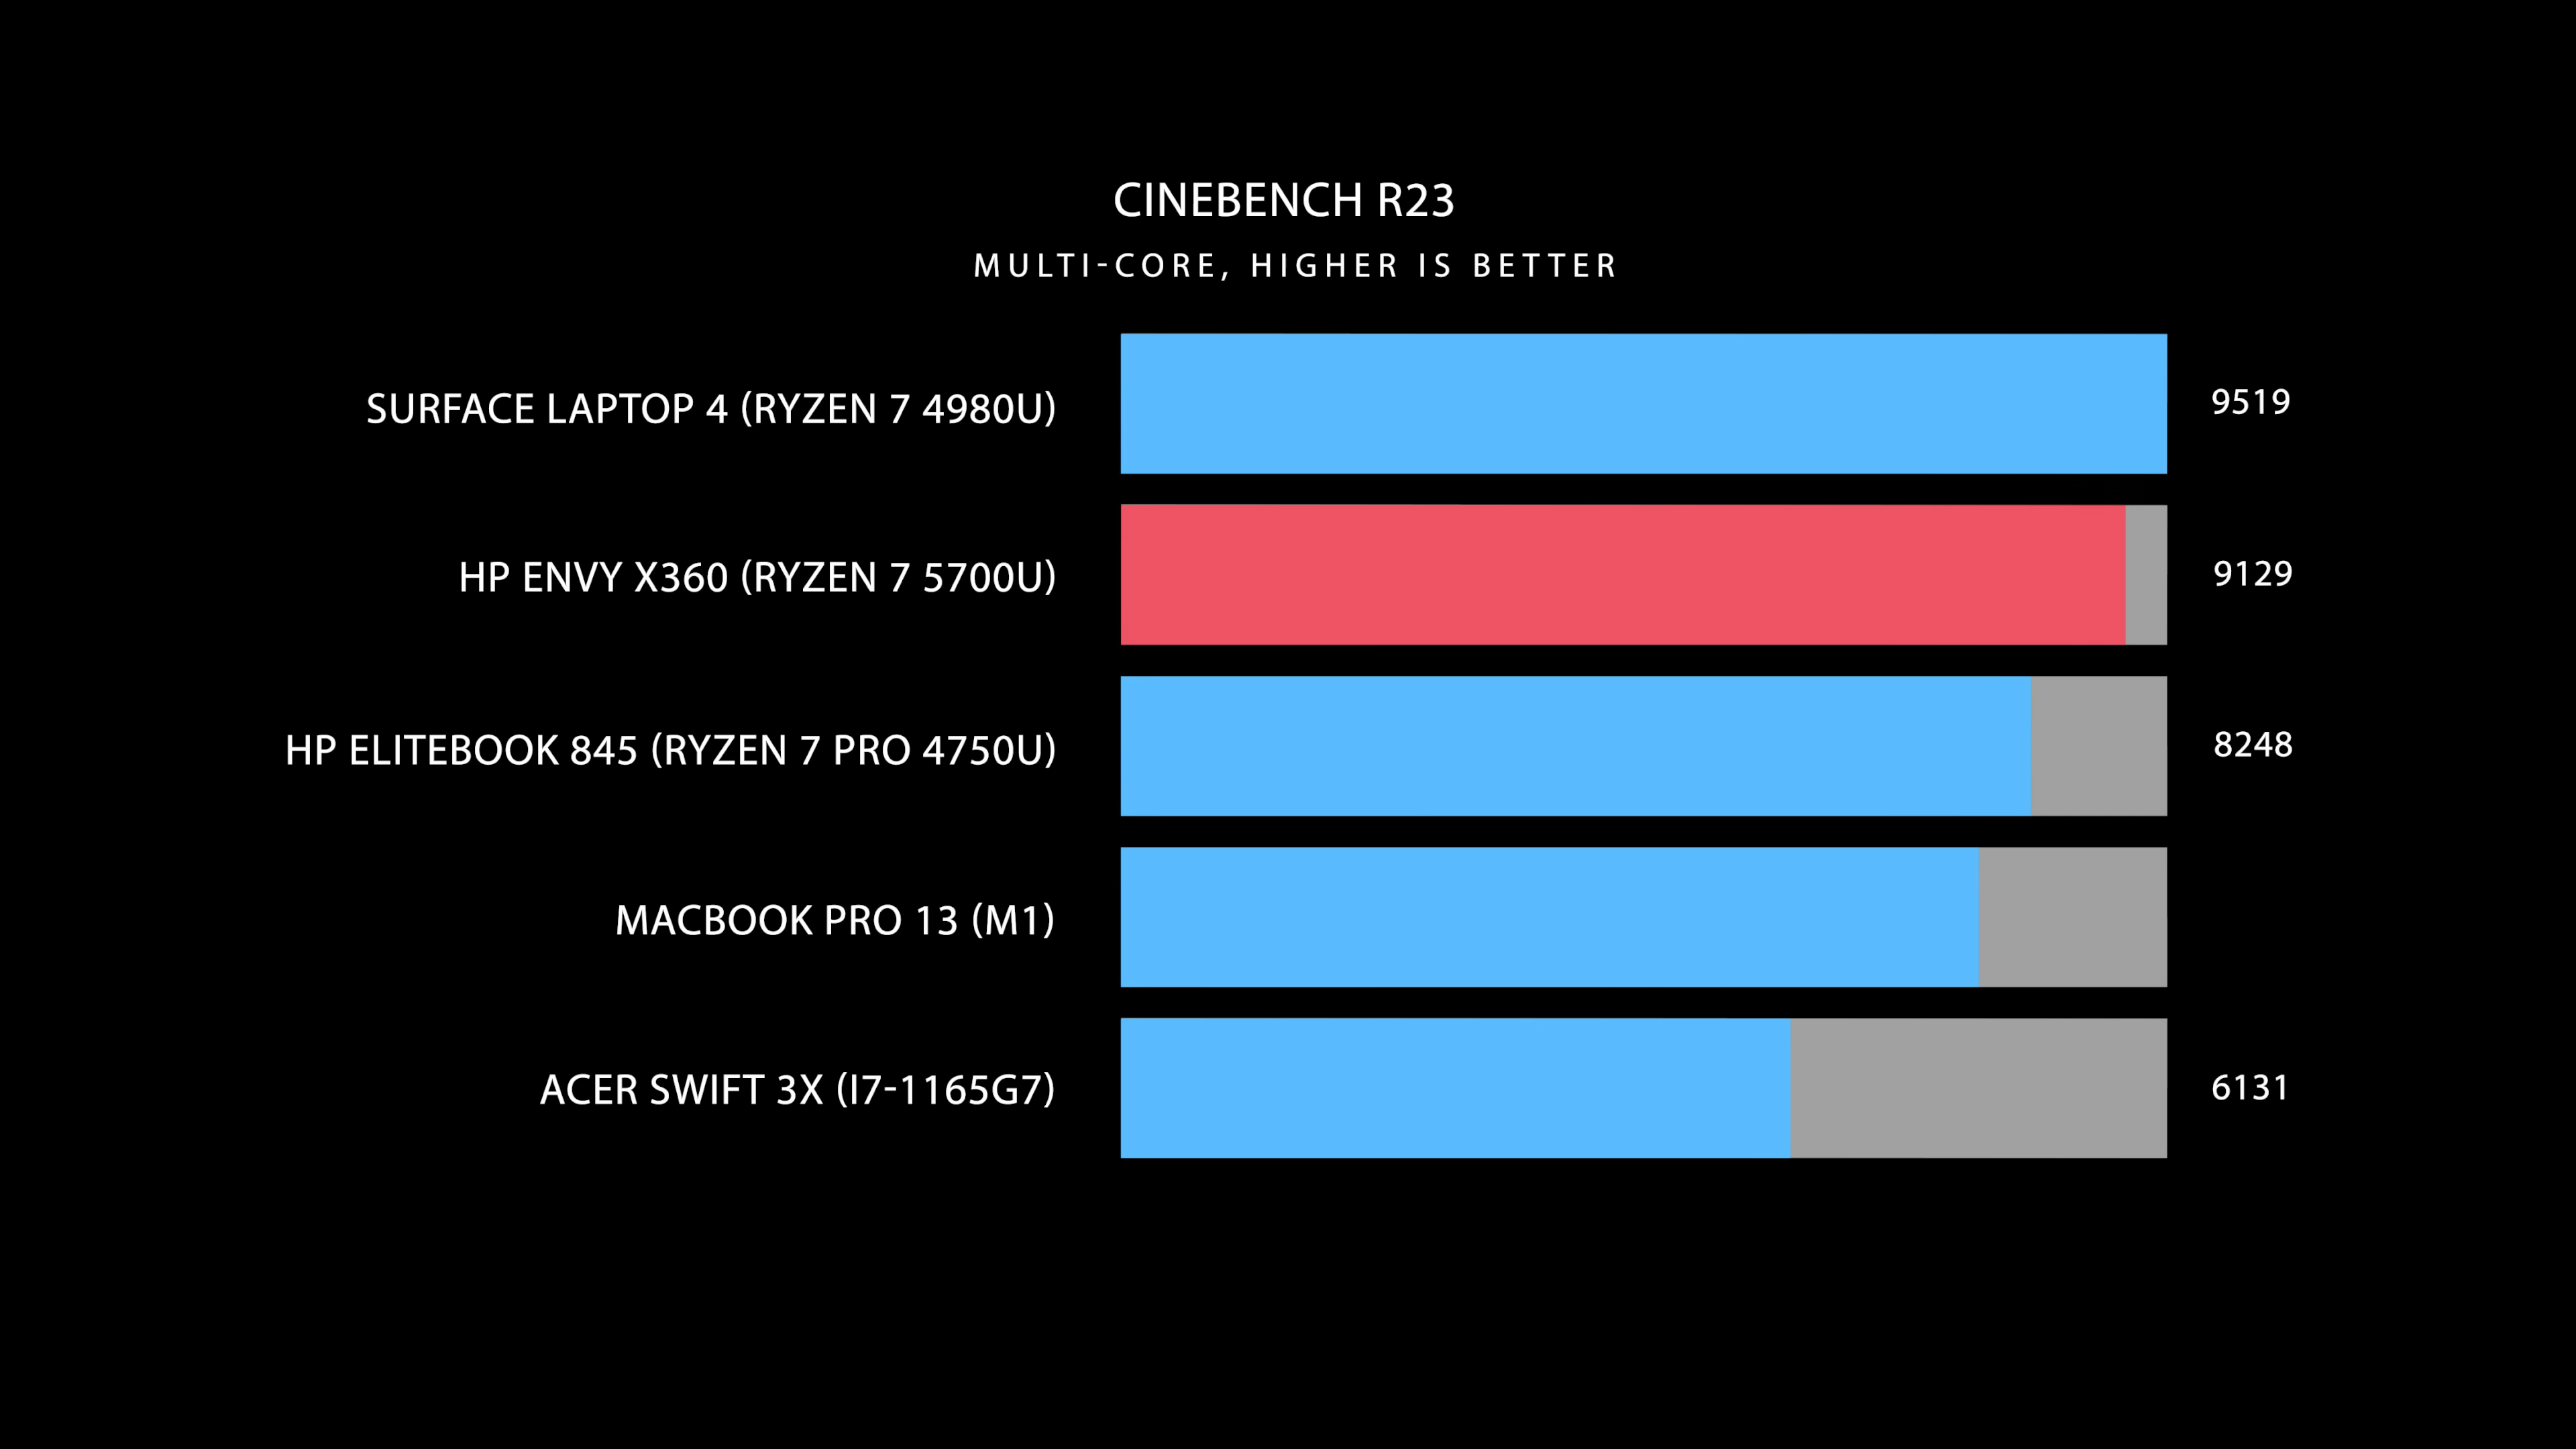 CINEBENCH R23
MULTI-CORE, HIGHER IS BETTER
SURFACE LAPTOP 4 (RYZEN 7 4980U) 9519
HP ENVY X360 (RYZEN 7 5700U) 9129
HP ELITEBOOK 845 (RYZEN 7 PRO 4750U) 8248
MACBOOK PRO 13 (M1)
ACER SWIFT 3X (I7-1165G7) 6131